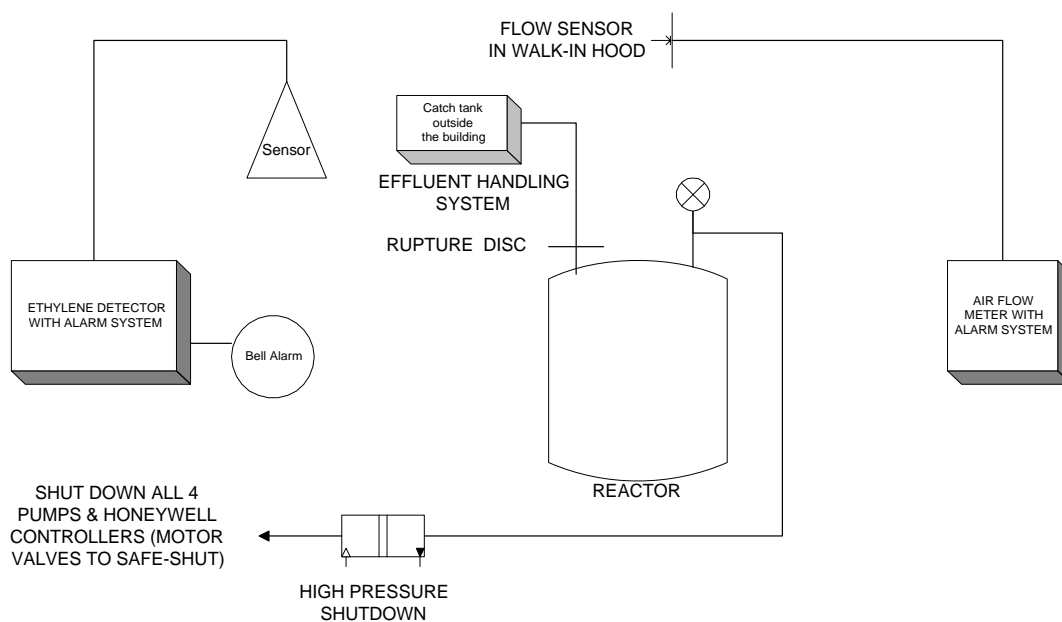 FLOW SENSOR
IN WALK-IN HOOD
Sensor
Catch tank
outside
the building
EFFLUENT HANDLING
SYSTEM
RUPTURE DISC
ETHYLENE DETECTOR
WITH ALARM SYSTEM
Bell Alarm
AIR FLOW
METER WITH
ALARM SYSTEM
REACTOR
SHUT DOWN ALL 4
PUMPS & HONEYWELL
CONTROLLERS (MOTOR
VALVES TO SAFE-SHUT)
HIGH PRESSURE
SHUTDOWN